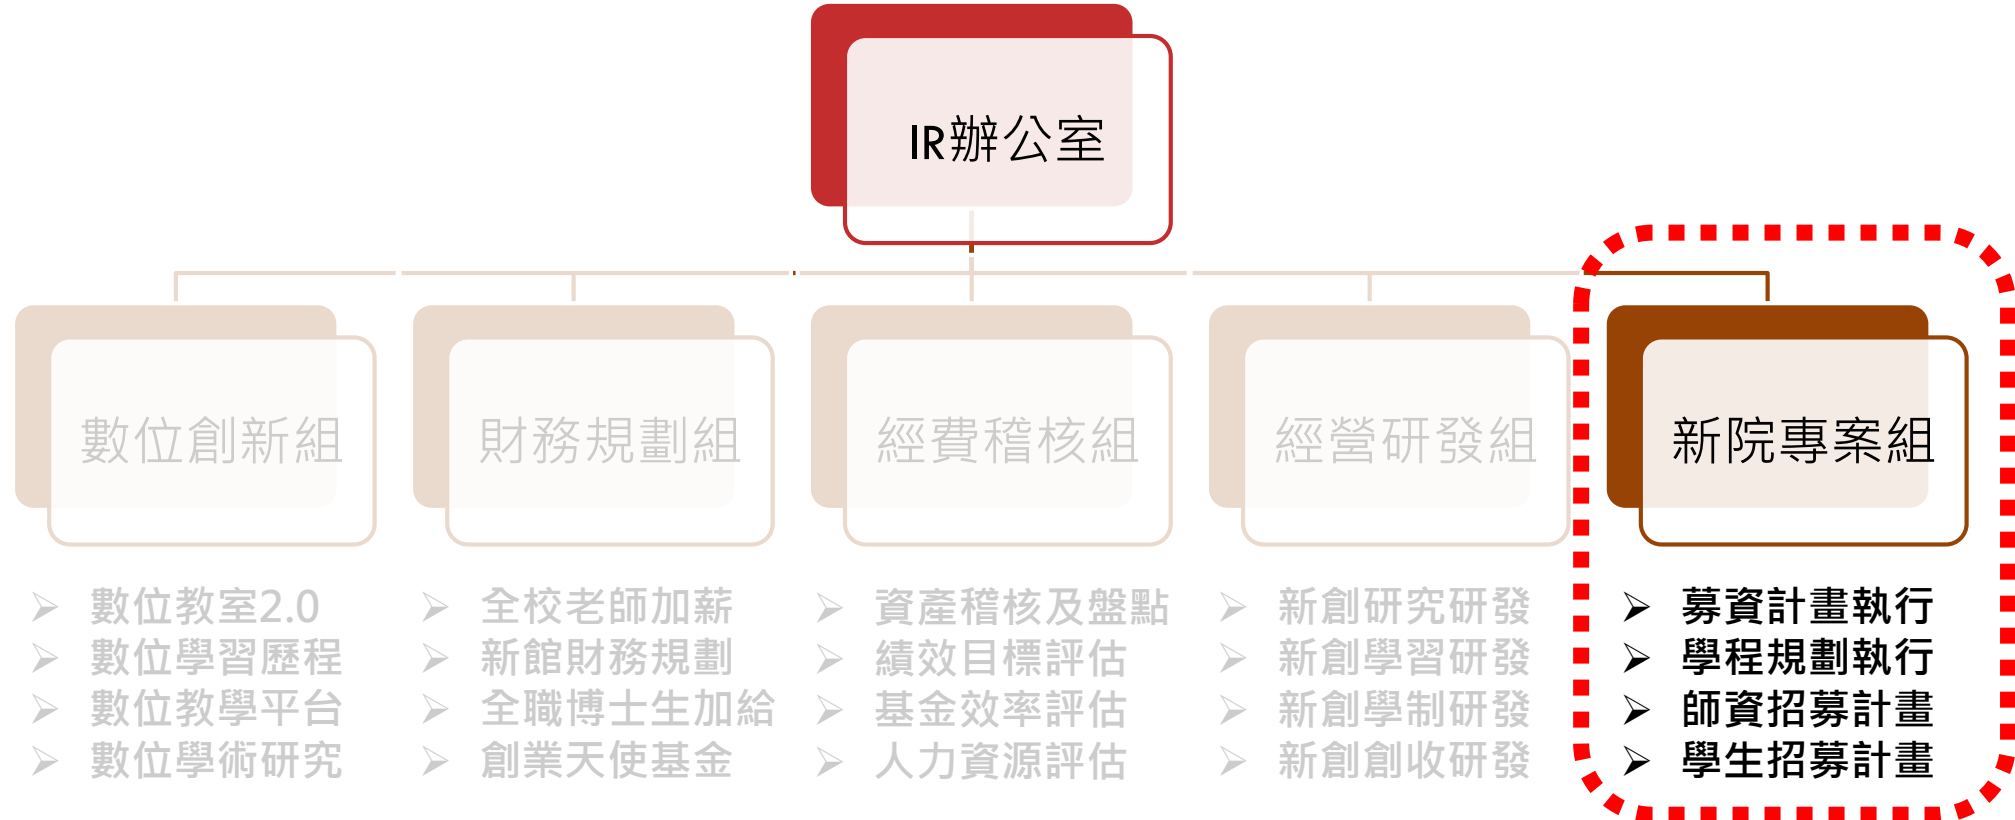 IR辦公室
數位創新組
數位教室2.0
數位學習歷程
數位教學平台
數位學術研究
財務規劃組
全校老師加薪
新館財務規劃
全職博士生加給
創業天使基金
經費稽核組
資產稽核及盤點
績效目標評估
基金效率評估
人力資源評估
經營研發組
新創研究研發
新創學習研發
新創學制研發
新創創收研發
新院專案組
募資計畫執行
學程規劃執行
師資招募計畫
學生招募計畫